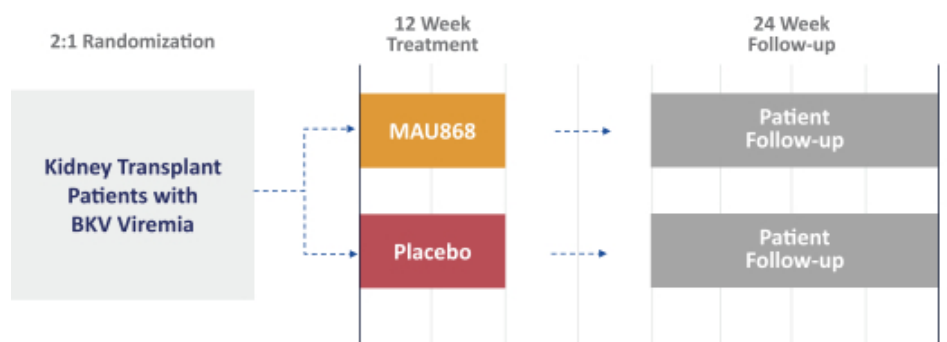 2:1 Randomization
12 Week
Treatment
24 Week
Follow-up
Kidney Transplant
Patients with
BKV Viremia
MAU868
Patient
Follow-up
Placebo
Patient
Follow-up